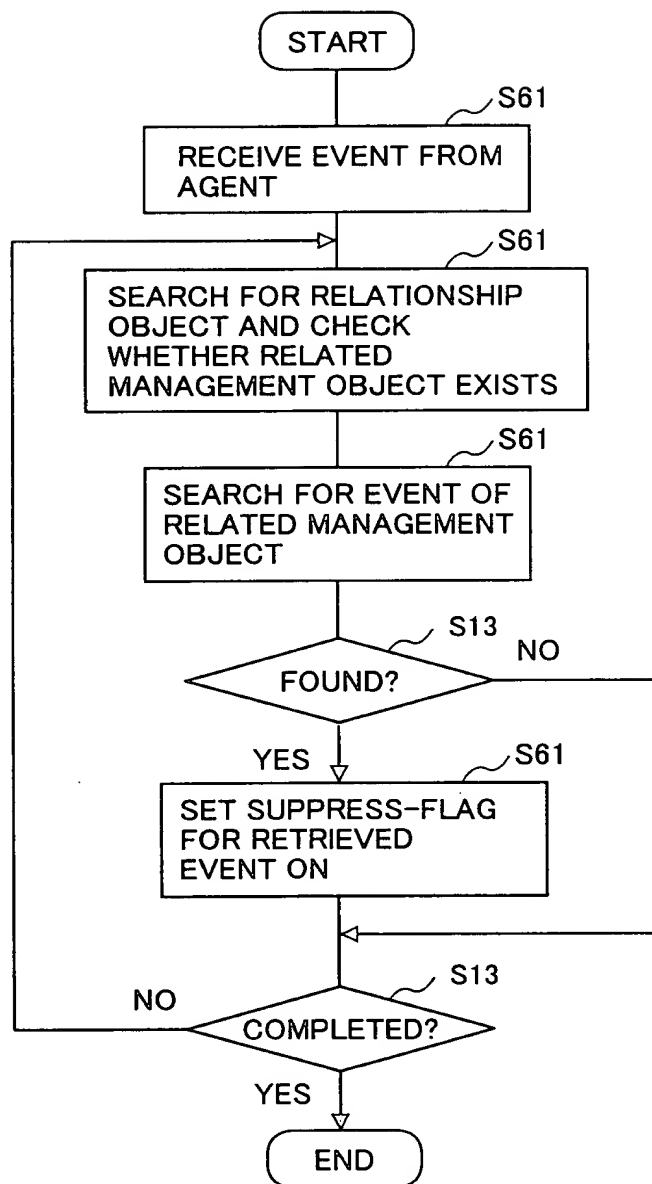 START
S61
RECEIVE EVENT FROM
AGENT
S61
SEARCH FOR RELATIONSHIP
OBJECT AND CHECK
WHETHER RELATED
MANAGEMENT OBJECT EXISTS
S61
SEARCH FOR EVENT OF
RELATED MANAGEMENT
OBJECT
S13
NO
FOUND?
YES
S61
SET SUPPRESS-FLAG
FOR RETRIEVED
EVENT ON
S13
NO
COMPLETED?
YES
END